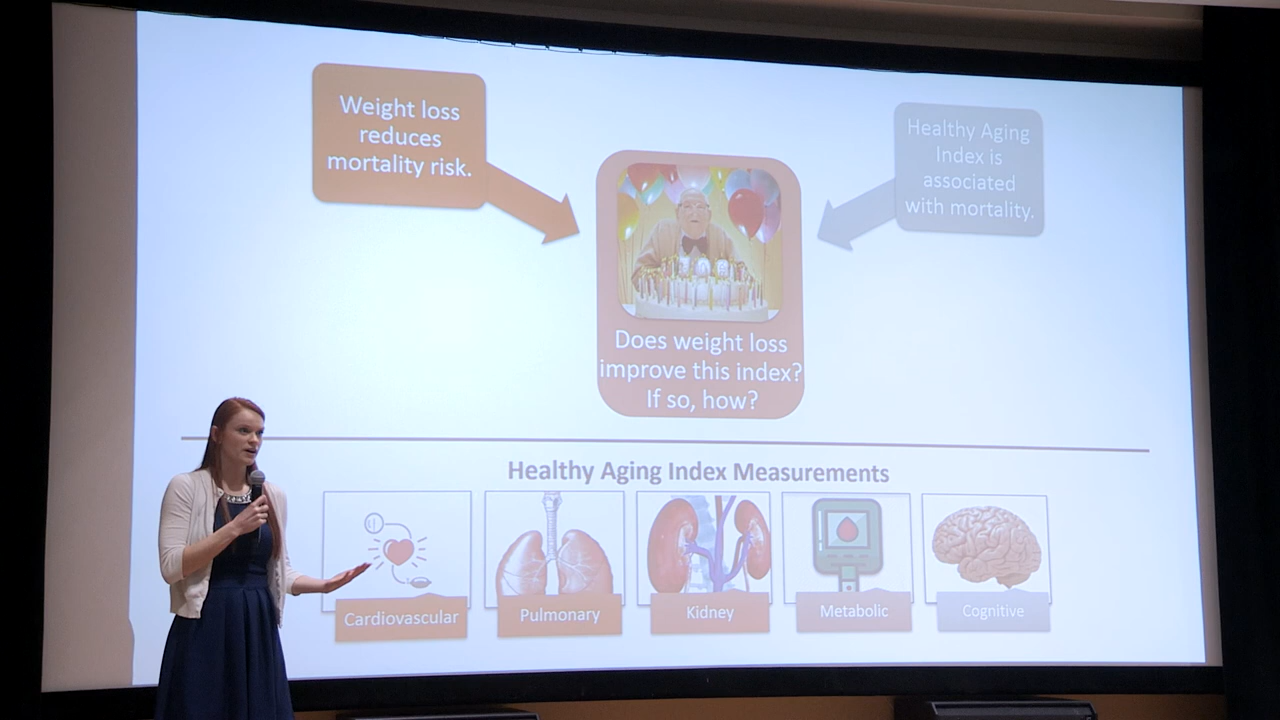 Weight loss
reduces
mortality risk.
Healthy Aging
Index is
associated
with mortality.
Does weight loss
improve this index?
If so, how?
Healthy Aging Index Measurements
Cardiovascular
Pulmonary
Kidney
Metabolic
Cognitive